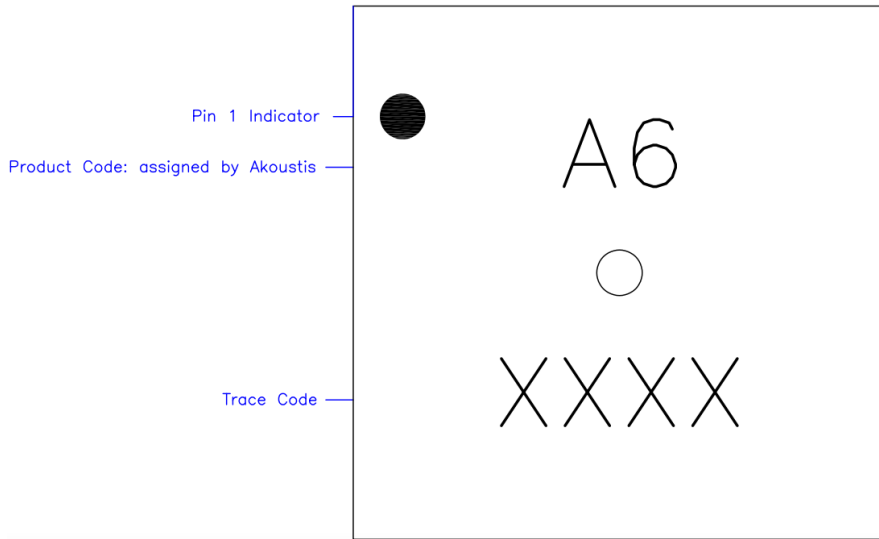 Pin 1 Indicator
A6
Product Code: assigned by Akoustis
XXXX
Trace Code